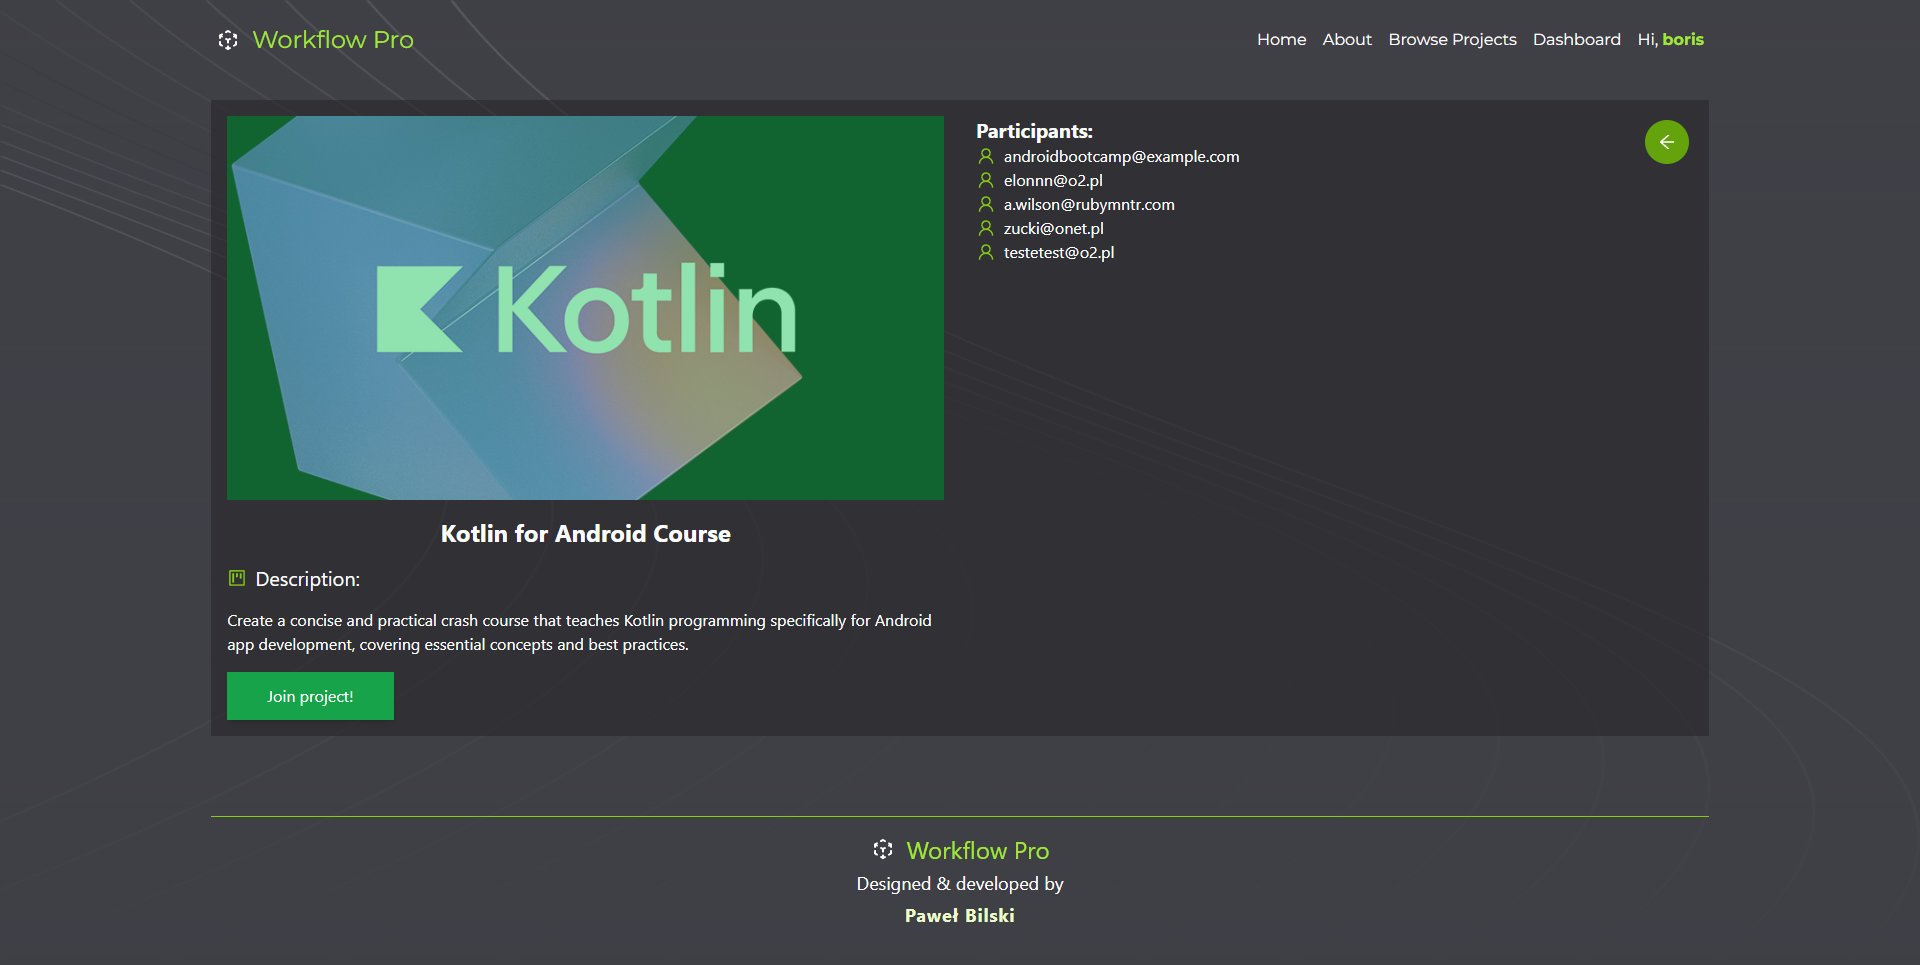 Workflow Pro
Home About Browse Projects Dashboard Hi, boris
Kotlin
Kotlin for Android Course
Description:
Create a concise and practical crash course that teaches Kotlin programming specifically for Android
app development, covering essential concepts and best practices.
Join project!
Participants:
androidbootcamp@example.com
elonnn@o2.pl
a.wilson@rubymntr.com
zucki@onet.pl
testetest@o2.pl
Workflow Pro
Designed & developed by
Paweł Bilski